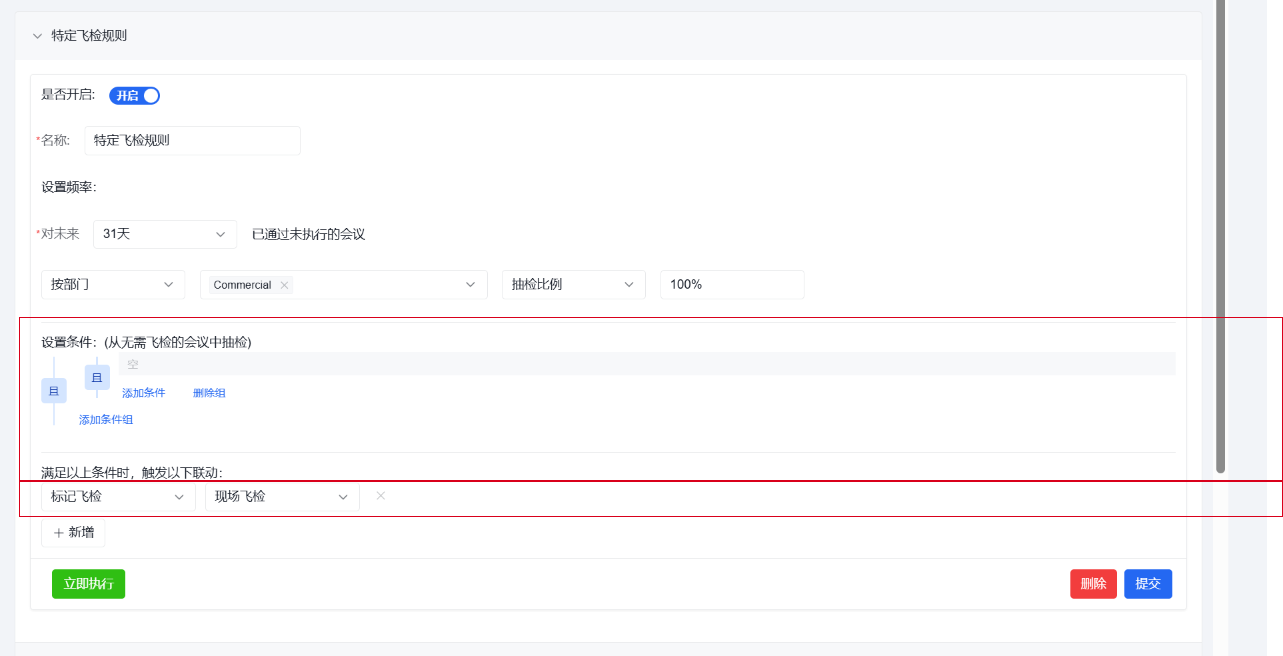 特定飞检规则
是否开启: 开启
*名称: 特定飞检规则
设置频率:
*对未来 31天 已通过未执行的会议
按部门 Commercial 抽检比例 100%
设置条件: (从无需飞检的会议中抽检)
空
且
且
添加条件 删除组
添加条件组
满足以上条件时，触发以下联动:
标记飞检 现场飞检
+ 新增
立即执行 删除 提交